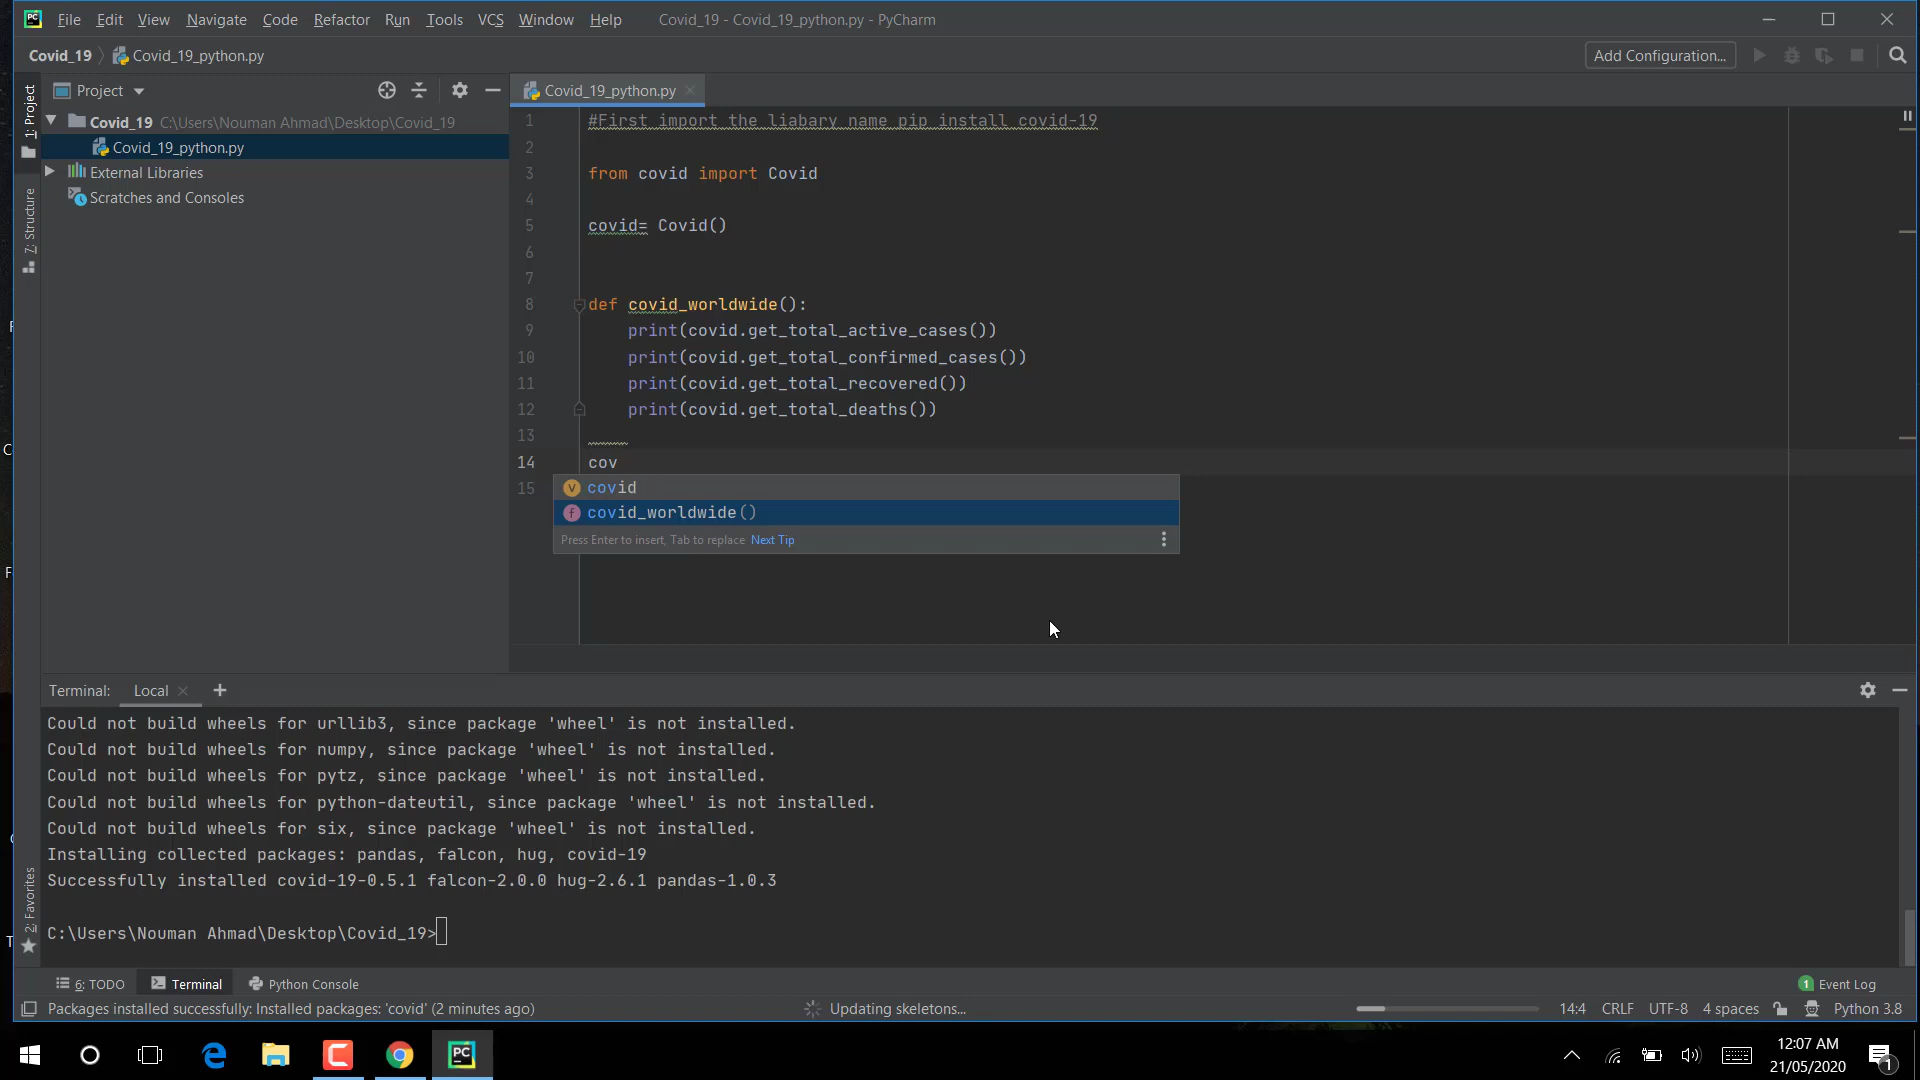 File Edit View Navigate Code Refactor Run Tools VCS Window Help Covid_19 - Covid_19_python.py - PyCharm
Covid_19 Covid_19_python.py Add Configuration...
1: Project
Project
Covid_19 C:\Users\Nouman Ahmad\Desktop\Covid_19
Covid_19_python.py
External Libraries
Scratches and Consoles
7: Structure
Covid_19_python.py
1 #First import the liabary name pip install covid-19
2
3 from covid import Covid
4
5 covid= Covid()
6
7
8 def covid_worldwide():
9 print(covid.get_total_active_cases())
10 print(covid.get_total_confirmed_cases())
11 print(covid.get_total_recovered())
12 print(covid.get_total_deaths())
13
14 cov
15
v covid
f covid_worldwide()
Press Enter to insert, Tab to replace Next Tip
Terminal: Local
Could not build wheels for urllib3, since package 'wheel' is not installed.
Could not build wheels for numpy, since package 'wheel' is not installed.
Could not build wheels for pytz, since package 'wheel' is not installed.
Could not build wheels for python-dateutil, since package 'wheel' is not installed.
Could not build wheels for six, since package 'wheel' is not installed.
Installing collected packages: pandas, falcon, hug, covid-19
Successfully installed covid-19-0.5.1 falcon-2.0.0 hug-2.6.1 pandas-1.0.3
C:\Users\Nouman Ahmad\Desktop\Covid_19>
2: Favorites
6: TODO Terminal Python Console 1 Event Log
Packages installed successfully: Installed packages: 'covid' (2 minutes ago) Updating skeletons... 14:4 CRLF UTF-8 4 spaces Python 3.8
PC
12:07 AM
21/05/2020
1